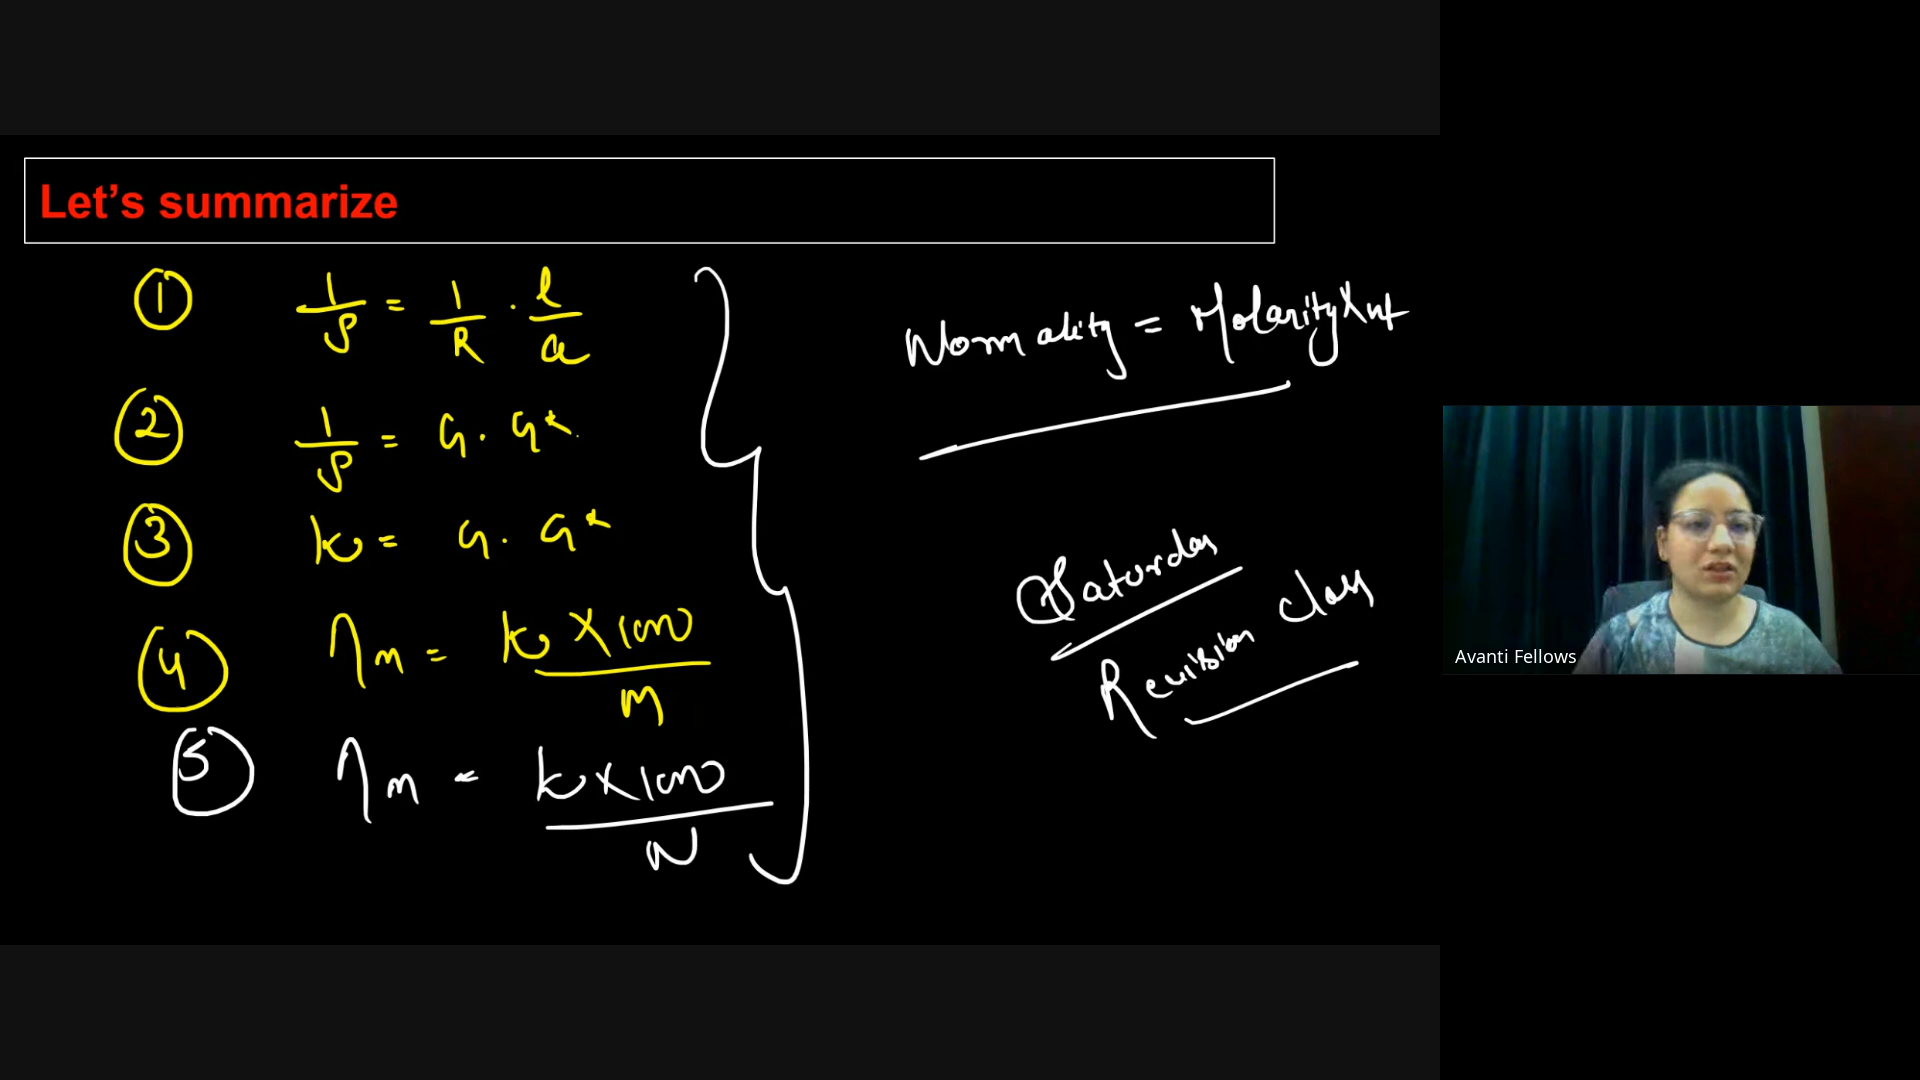 Let's summarize
① 1/ρ = 1/R · l/a
② 1/ρ = G · G*
③ k = G · G*
④ Λm = k × 1000 / M
⑤ Λm = k × 1000 / N
Normality = Molarity × nf
Saturday
Revision class
Avanti Fellows